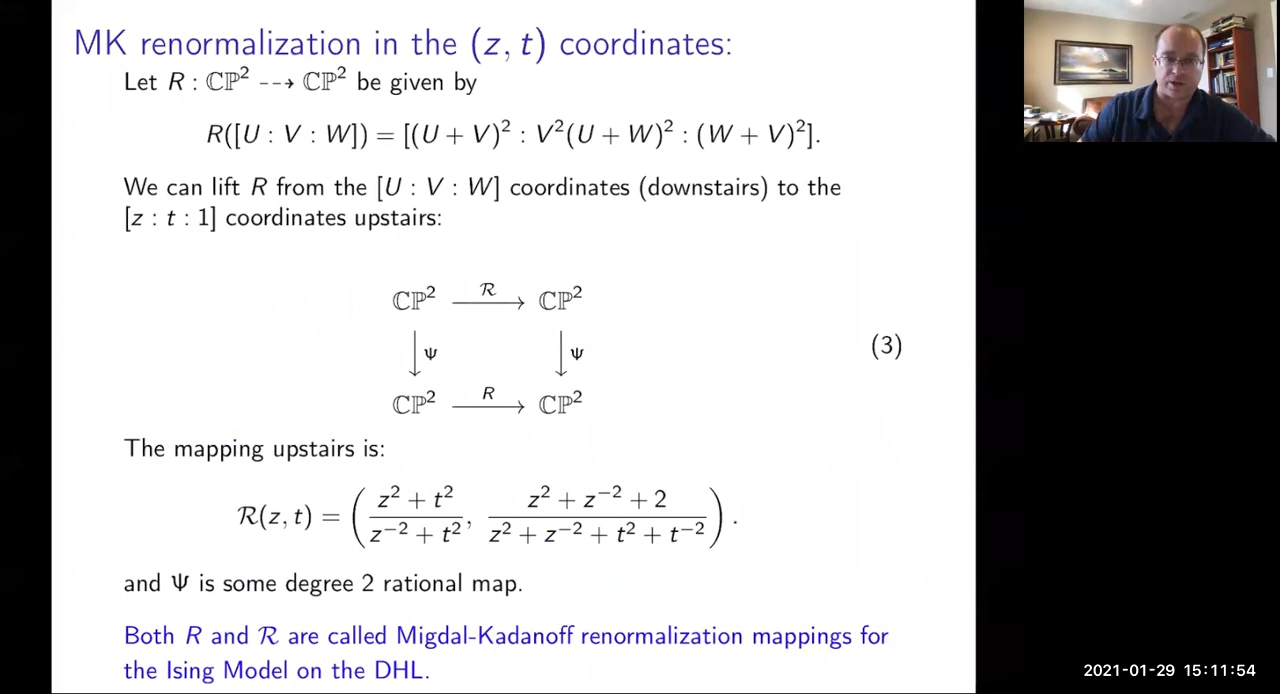 MK renormalization in the (z, t) coordinates:
Let R : ℂℙ² ⇢ ℂℙ² be given by
R([U : V : W]) = [(U + V)² : V²(U + W)² : (W + V)²].
We can lift R from the [U : V : W] coordinates (downstairs) to the
[z : t : 1] coordinates upstairs:
ℂℙ² ℛ→ ℂℙ²
↓Ψ ↓Ψ (3)
ℂℙ² R→ ℂℙ²
The mapping upstairs is:
ℛ(z, t) = ( (z² + t²)/(z⁻² + t²), (z² + z⁻² + 2)/(z² + z⁻² + t² + t⁻²) ).
and Ψ is some degree 2 rational map.
Both R and ℛ are called Migdal-Kadanoff renormalization mappings for
the Ising Model on the DHL.
2021-01-29 15:11:54